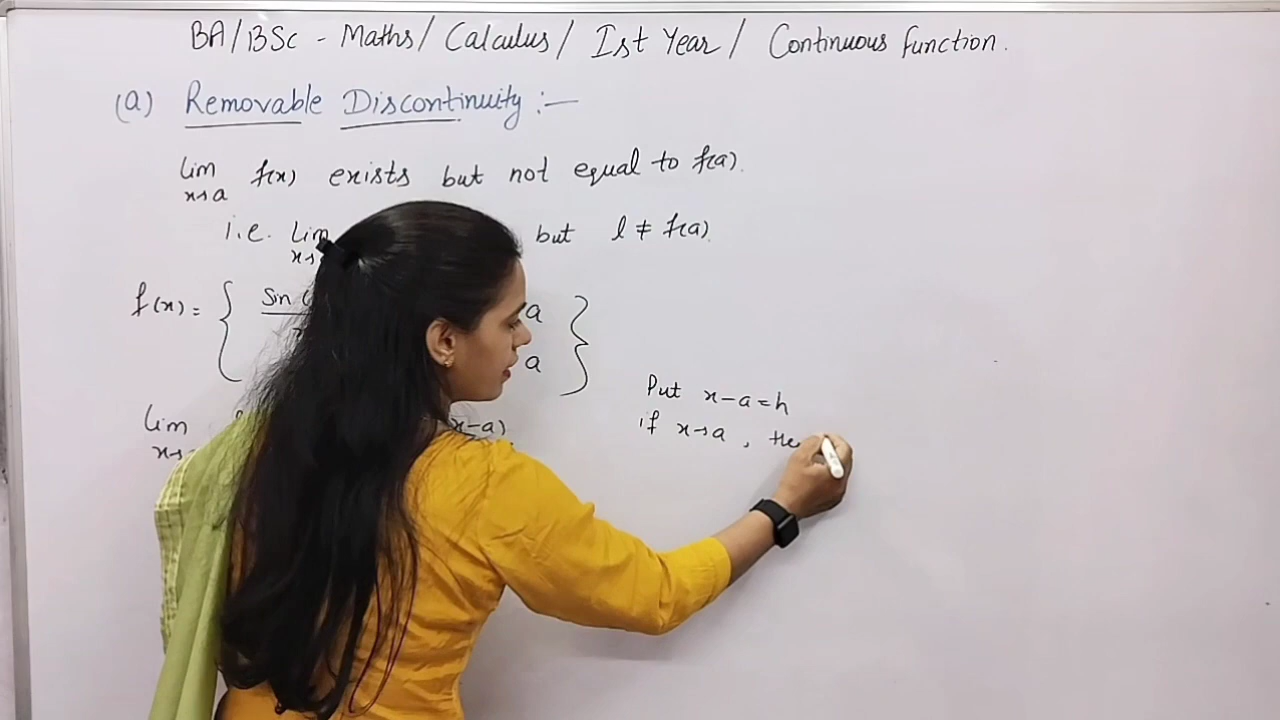 BA/BSc - Maths/ Calculus/ Ist Year/ Continuous function.
(a) Removable Discontinuity :—
lim x→a f(x) exists but not equal to f(a).
i.e. Lim but l ≠ f(a)
f(x) = { Sin a }
a
Put x-a=h
lim x-a)
if x→a ,